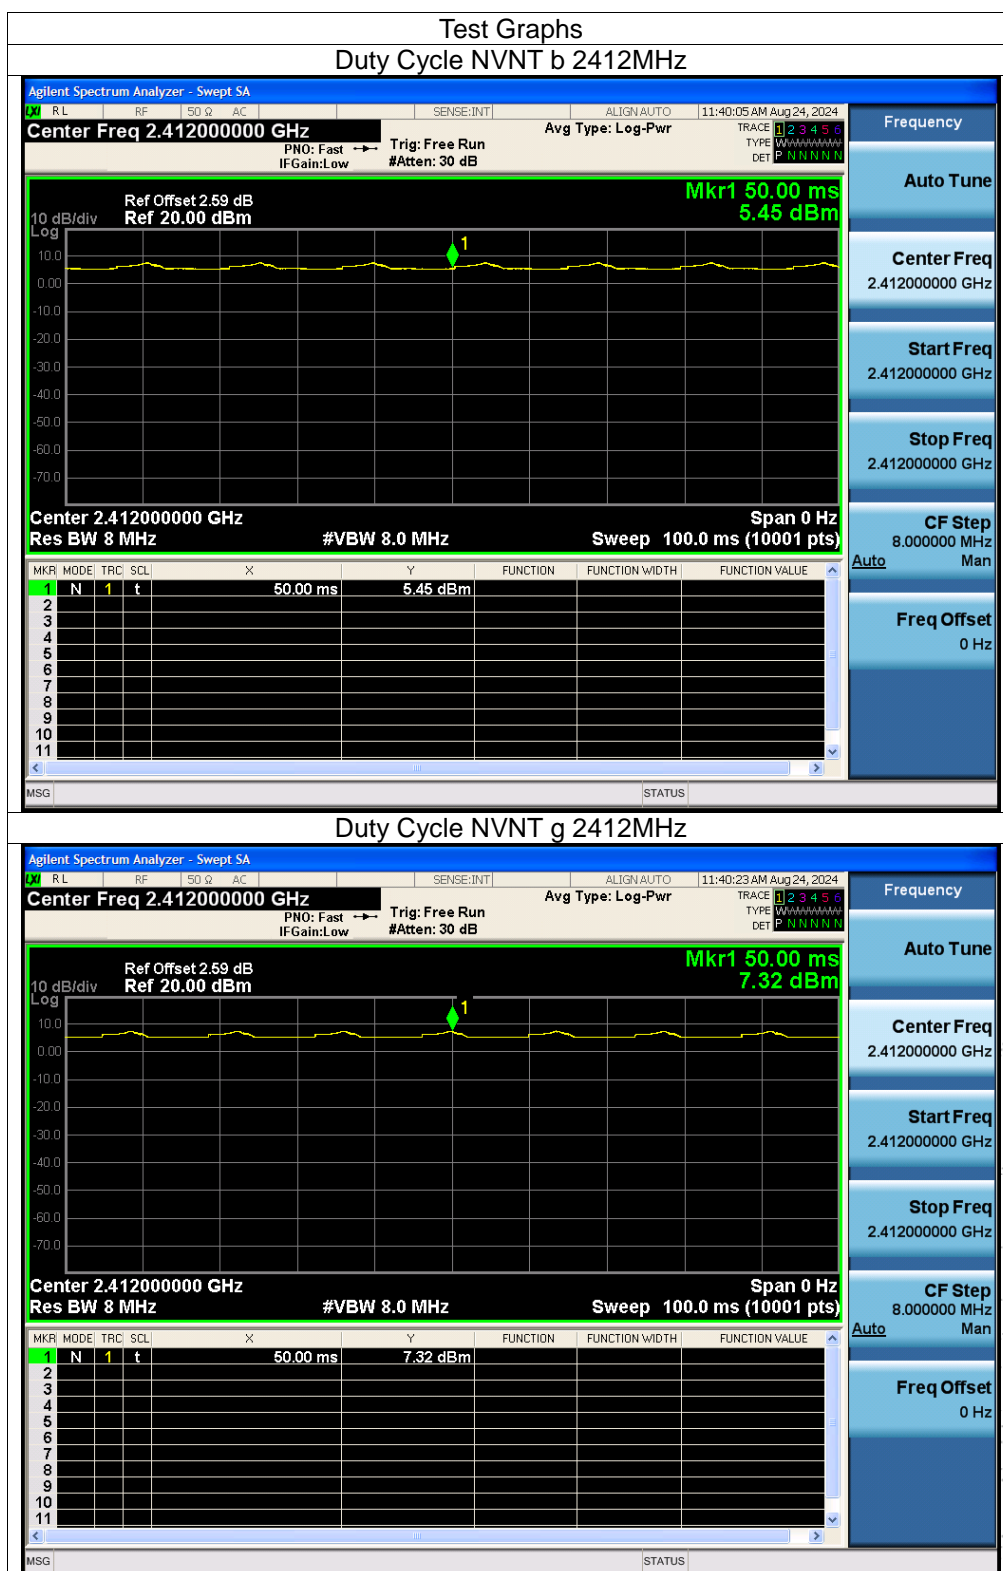 Test Graphs
Duty Cycle NVNT b 2412MHz
Agilent Spectrum Analyzer - Swept SA
LXI RL RF 50 Ω AC SENSE:INT ALIGN AUTO 11:40:05 AM Aug 24, 2024
Center Freq 2.412000000 GHz Avg Type: Log-Pwr TRACE 1 2 3 4 5 6
PNO: Fast Trig: Free Run TYPE WWWWWW
IFGain:Low #Atten: 30 dB DET P N N N N N
Frequency
Auto Tune
Center Freq
2.412000000 GHz
Start Freq
2.412000000 GHz
Stop Freq
2.412000000 GHz
CF Step
8.000000 MHz
Auto Man
Freq Offset
0 Hz
Mkr1 50.00 ms
5.45 dBm
Ref Offset 2.59 dB
10 dB/div Ref 20.00 dBm
Log
1
10.0
0.00
-10.0
-20.0
-30.0
-40.0
-50.0
-60.0
-70.0
Center 2.412000000 GHz Span 0 Hz
Res BW 8 MHz #VBW 8.0 MHz Sweep 100.0 ms (10001 pts)
MKR MODE TRC SCL X Y FUNCTION FUNCTION WIDTH FUNCTION VALUE
1 N 1 t 50.00 ms 5.45 dBm
2
3
4
5
6
7
8
9
10
11
MSG STATUS
Duty Cycle NVNT g 2412MHz
Agilent Spectrum Analyzer - Swept SA
LXI RL RF 50 Ω AC SENSE:INT ALIGN AUTO 11:40:23 AM Aug 24, 2024
Center Freq 2.412000000 GHz Avg Type: Log-Pwr TRACE 1 2 3 4 5 6
PNO: Fast Trig: Free Run TYPE WWWWWW
IFGain:Low #Atten: 30 dB DET P N N N N N
Frequency
Auto Tune
Center Freq
2.412000000 GHz
Start Freq
2.412000000 GHz
Stop Freq
2.412000000 GHz
CF Step
8.000000 MHz
Auto Man
Freq Offset
0 Hz
Mkr1 50.00 ms
7.32 dBm
Ref Offset 2.59 dB
10 dB/div Ref 20.00 dBm
Log
1
10.0
0.00
-10.0
-20.0
-30.0
-40.0
-50.0
-60.0
-70.0
Center 2.412000000 GHz Span 0 Hz
Res BW 8 MHz #VBW 8.0 MHz Sweep 100.0 ms (10001 pts)
MKR MODE TRC SCL X Y FUNCTION FUNCTION WIDTH FUNCTION VALUE
1 N 1 t 50.00 ms 7.32 dBm
2
3
4
5
6
7
8
9
10
11
MSG STATUS